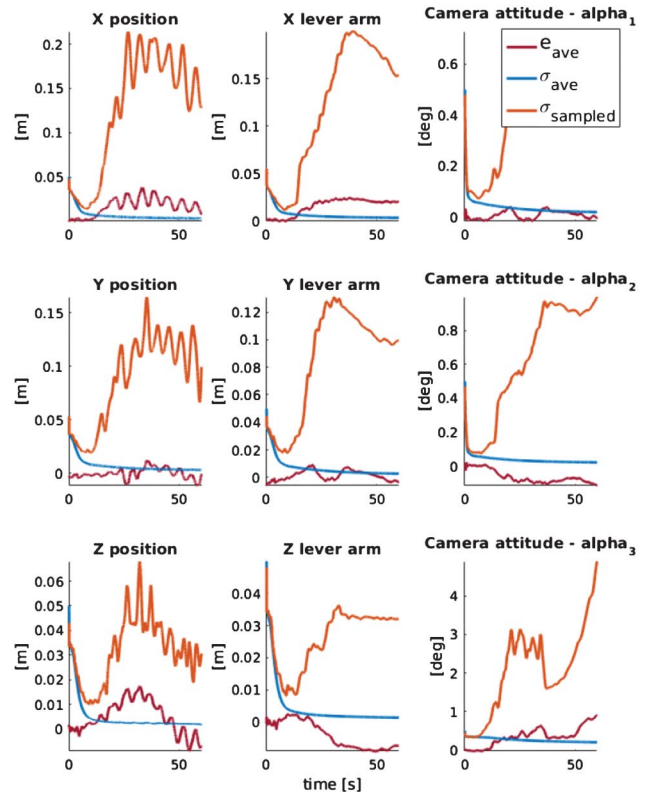 X position
X lever arm
Camera attitude - alpha1
[m]
0.2
0.15
0.1
0.05
0
0
50
[m]
0.15
0.1
0.05
0
0
50
[deg]
0.6
0.4
0.2
0
0
50
e_ave
σ_ave
σ_sampled
Y position
Y lever arm
Camera attitude - alpha2
[m]
0.15
0.1
0.05
0
0
50
[m]
0.12
0.1
0.08
0.06
0.04
0.02
0
0
50
[deg]
0.8
0.6
0.4
0.2
0
0
50
Z position
Z lever arm
Camera attitude - alpha3
[m]
0.06
0.05
0.04
0.03
0.02
0.01
0
0
50
[m]
0.04
0.03
0.02
0.01
0
0
50
[deg]
4
3
2
1
0
0
50
time [s]